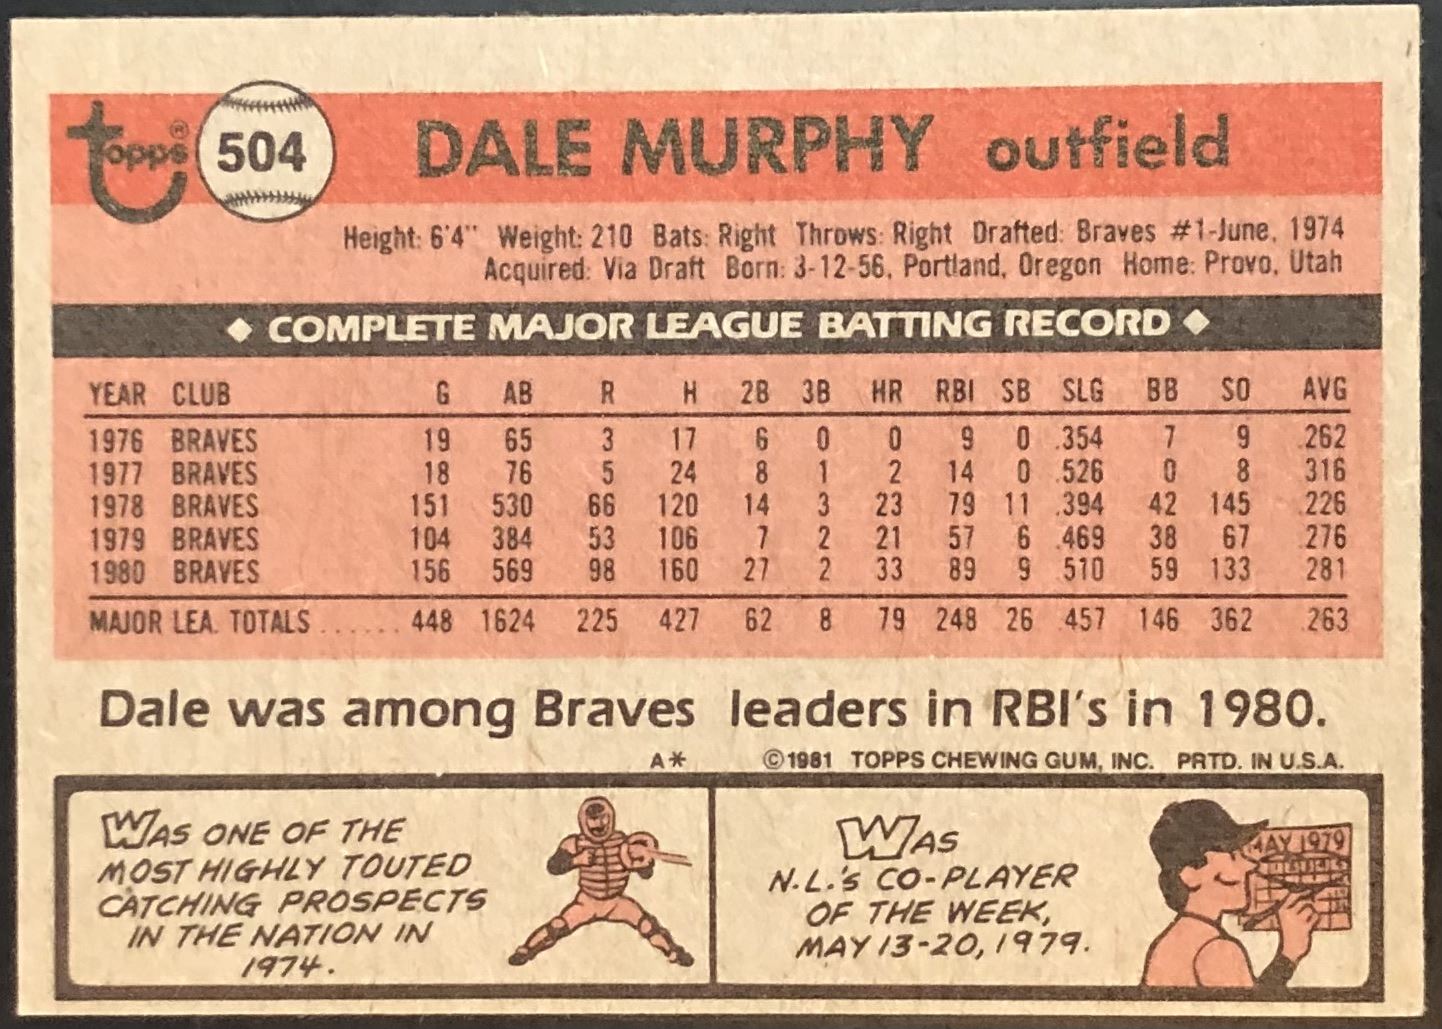 topps® 504 DALE MURPHY outfield
Height: 6'4" Weight: 210 Bats: Right Throws: Right Drafted: Braves #1-June, 1974
Acquired: Via Draft Born: 3-12-56, Portland, Oregon Home: Provo, Utah
◆ COMPLETE MAJOR LEAGUE BATTING RECORD ◆
YEAR CLUB G AB R H 2B 3B HR RBI SB SLG BB SO AVG
1976 BRAVES 19 65 3 17 6 0 0 9 0 .354 7 9 .262
1977 BRAVES 18 76 5 24 8 1 2 14 0 .526 0 8 .316
1978 BRAVES 151 530 66 120 14 3 23 79 11 .394 42 145 .226
1979 BRAVES 104 384 53 106 7 2 21 57 6 .469 38 67 .276
1980 BRAVES 156 569 98 160 27 2 33 89 9 .510 59 133 .281
MAJOR LEA. TOTALS ...... 448 1624 225 427 62 8 79 248 26 .457 146 362 .263
Dale was among Braves leaders in RBI's in 1980.
A* ©1981 TOPPS CHEWING GUM, INC. PRTD. IN U.S.A.
WAS ONE OF THE
MOST HIGHLY TOUTED
CATCHING PROSPECTS
IN THE NATION IN
1974.
WAS
N.L.'S CO-PLAYER
OF THE WEEK,
MAY 13-20, 1979.
MAY 1979